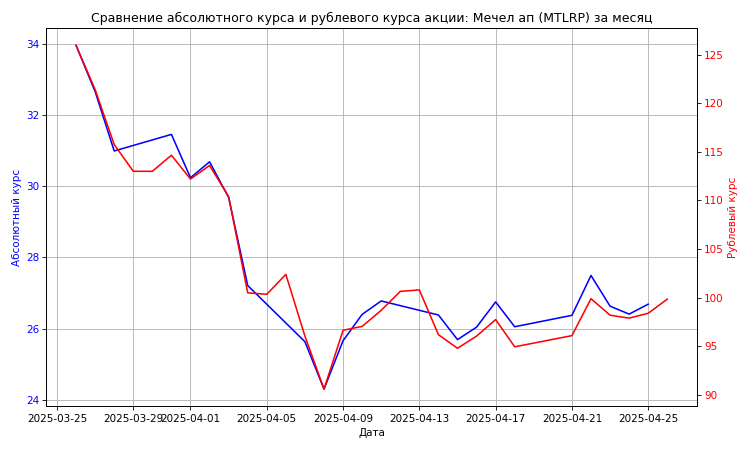 Сравнение абсолютного курса и рублевого курса акции: Мечел ап (MTLRP) за месяц
34
32
30
28
26
24
Абсолютный курс
125
120
115
110
105
100
95
90
Рублевый курс
2025-03-25 2025-03-29 2025-04-01 2025-04-05 2025-04-09 2025-04-13 2025-04-17 2025-04-21 2025-04-25
Дата